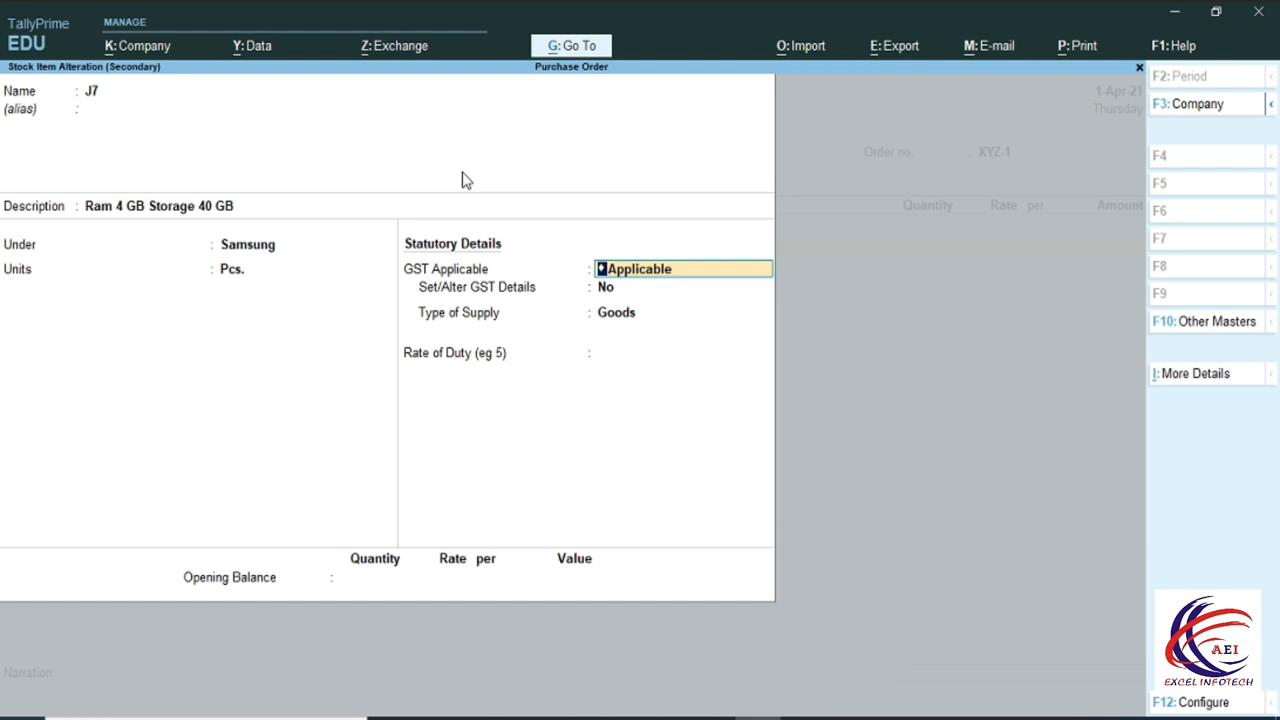 TallyPrime
EDU
MANAGE
K: Company
Y: Data
Z: Exchange
G: Go To
O: Import
E: Export
M: E-mail
P: Print
F1: Help
Stock Item Alteration (Secondary)
Purchase Order
Name : J7
(alias) :
1-Apr-21
Thursday
Order no. : XYZ-1
Description : Ram 4 GB Storage 40 GB
Quantity Rate per Amount
Under : Samsung
Units : Pcs.
Statutory Details
GST Applicable : Applicable
Set/Alter GST Details : No
Type of Supply : Goods
Rate of Duty (eg 5) :
Quantity Rate per Value
Opening Balance :
Narration:
F2: Period
F3: Company
F4
F5
F6
F7
F8
F9
F10: Other Masters
I: More Details
AEI
EXCEL INFOTECH
F12: Configure